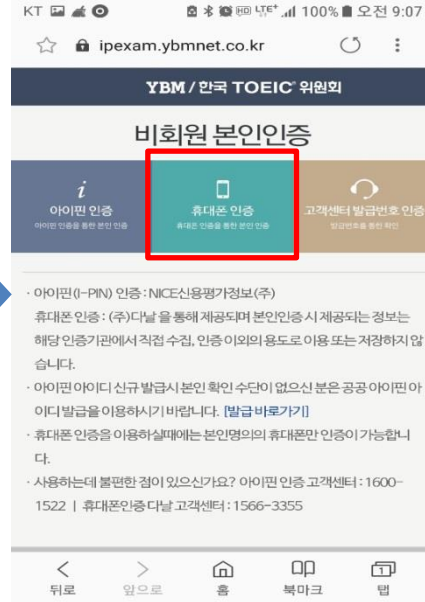 KT HD LTE+ 100% 오전 9:07
ipexam.ybmnet.co.kr
YBM / 한국 TOEIC 위원회
비회원 본인인증
i
아이핀 인증
아이핀 인증을 통한 본인 인증
휴대폰 인증
휴대폰 인증을 통한 본인 인증
고객센터 발급번호 인증
발급번호를 통한 확인
· 아이핀(I-PIN) 인증 : NICE신용평가정보(주)
휴대폰 인증 : (주)다날 을 통해 제공되며 본인인증 시 제공되는 정보는
해당 인증기관에서 직접 수집, 인증 이외의 용도로 이용 또는 저장하지 않
습니다.
· 아이핀 아이디 신규 발급시 본인 확인 수단이 없으신 분은 공공 아이핀 아
이디 발급을 이용하시기 바랍니다. [발급 바로가기]
· 휴대폰 인증을 이용하실때에는 본인명의의 휴대폰만 인증이 가능합니
다.
· 사용하는데 불편한 점이 있으신가요? 아이핀 인증 고객센터 : 1600-
1522 | 휴대폰인증 다날 고객센터 : 1566-3355
뒤로 앞으로 홈 북마크 1 탭